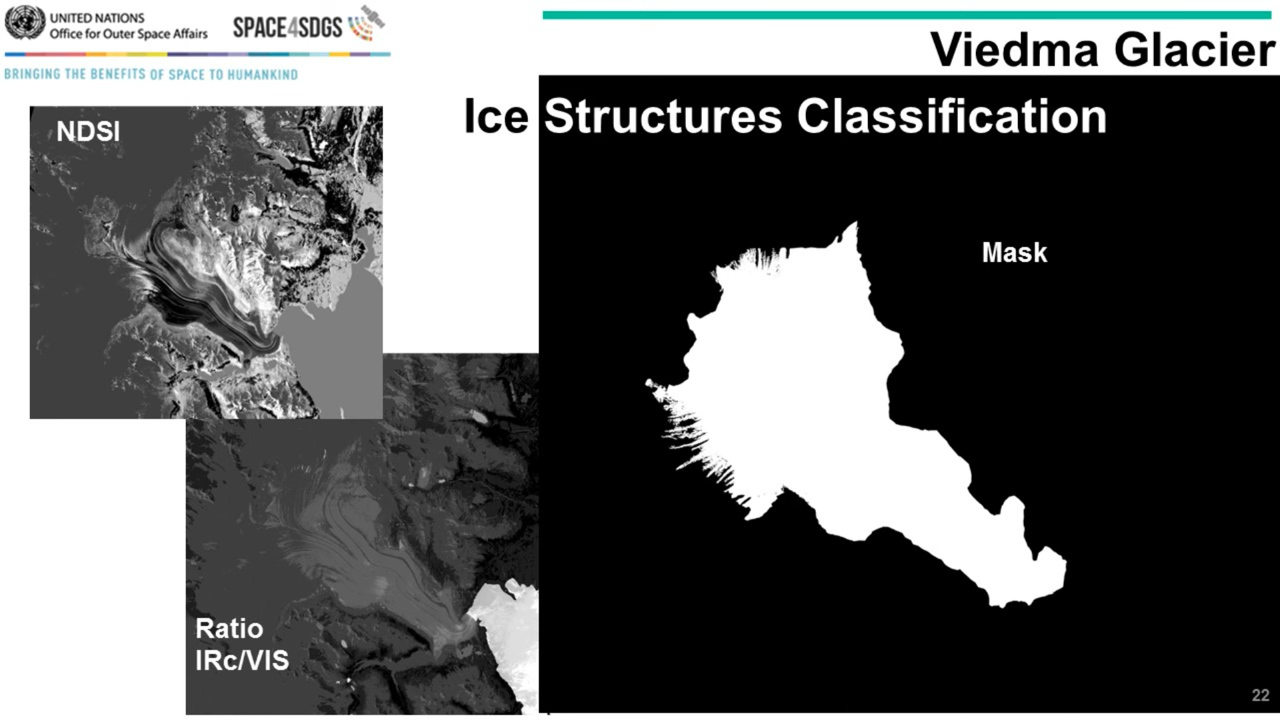 UNITED NATIONS
Office for Outer Space Affairs
SPACE4SDGS
BRINGING THE BENEFITS OF SPACE TO HUMANKIND
Viedma Glacier
Ice Structures Classification
NDSI
Mask
Ratio
IRc/VIS
22